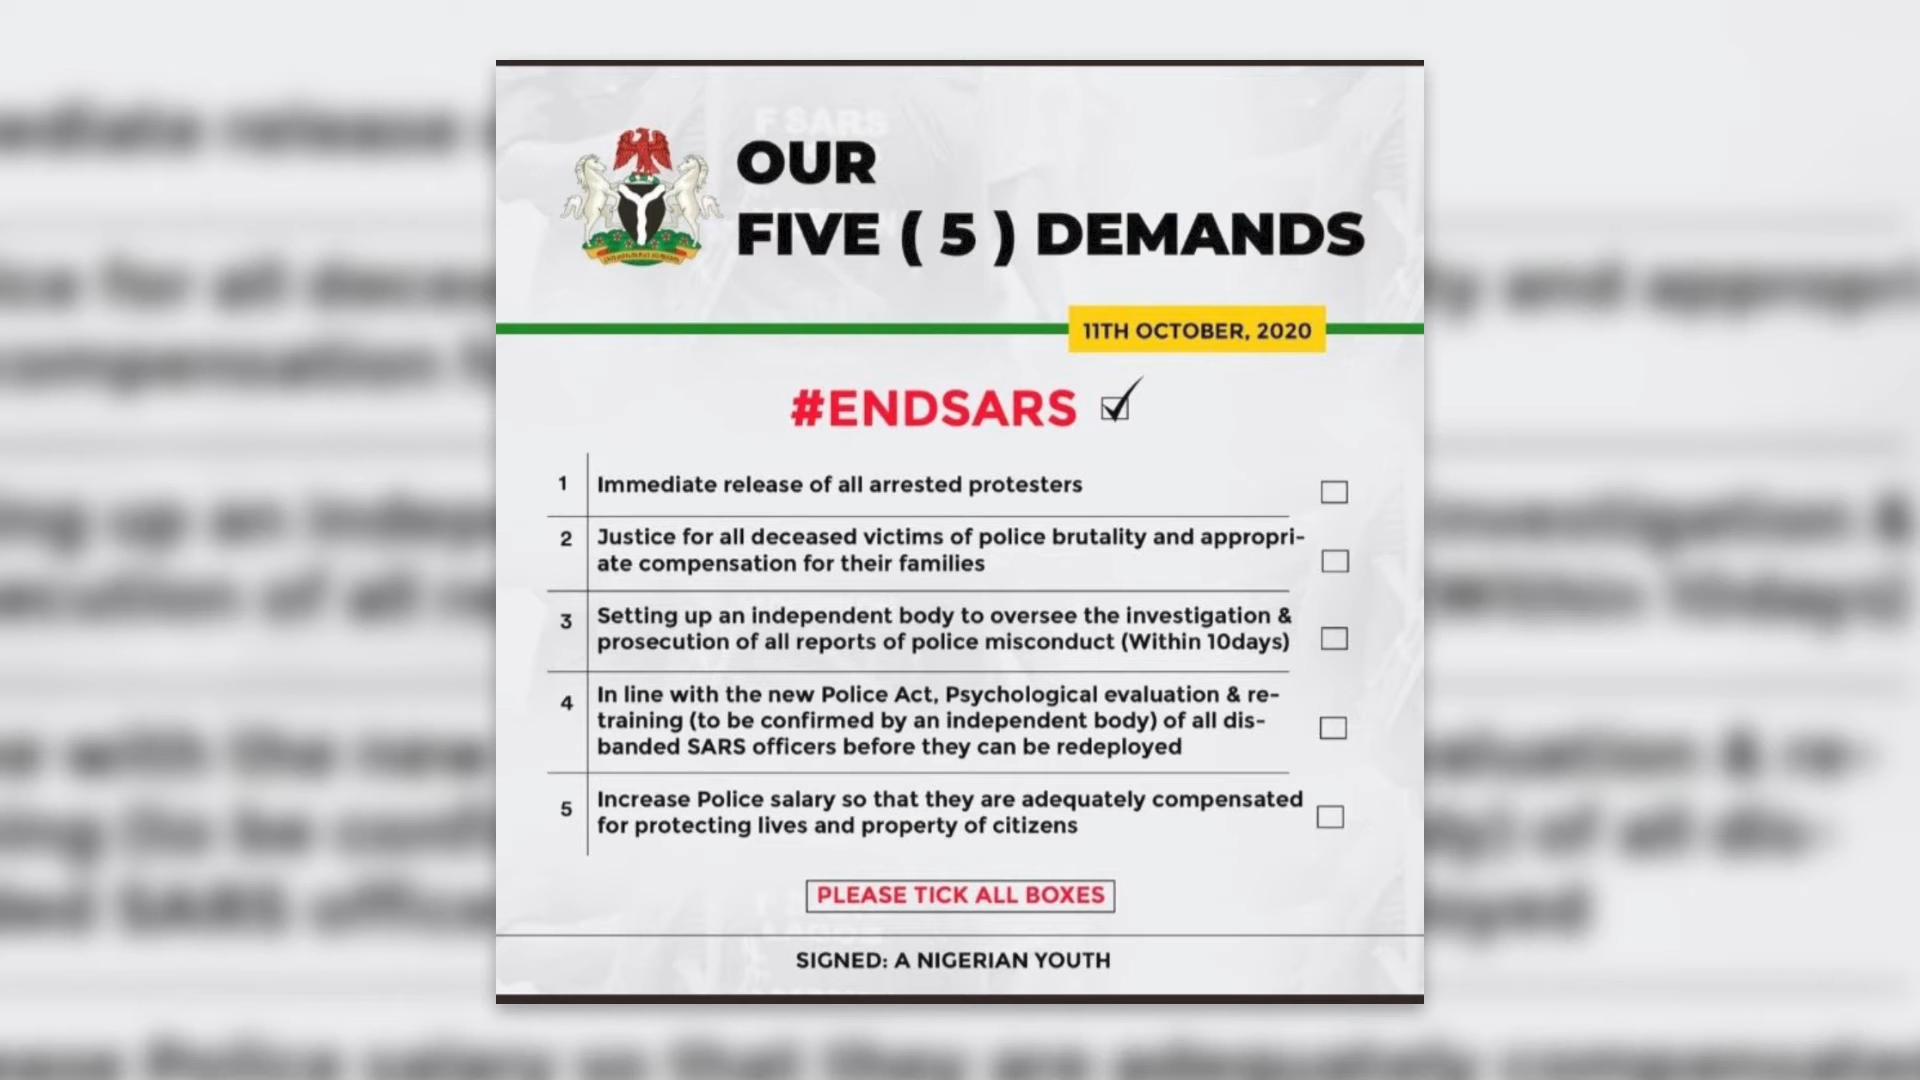 OUR
FIVE ( 5 ) DEMANDS
11TH OCTOBER, 2020
#ENDSARS
1 Immediate release of all arrested protesters
2 Justice for all deceased victims of police brutality and appropri-
ate compensation for their families
3 Setting up an independent body to oversee the investigation &
prosecution of all reports of police misconduct (Within 10days)
4 In line with the new Police Act, Psychological evaluation & re-
training (to be confirmed by an independent body) of all dis-
banded SARS officers before they can be redeployed
5 Increase Police salary so that they are adequately compensated
for protecting lives and property of citizens
PLEASE TICK ALL BOXES
SIGNED: A NIGERIAN YOUTH